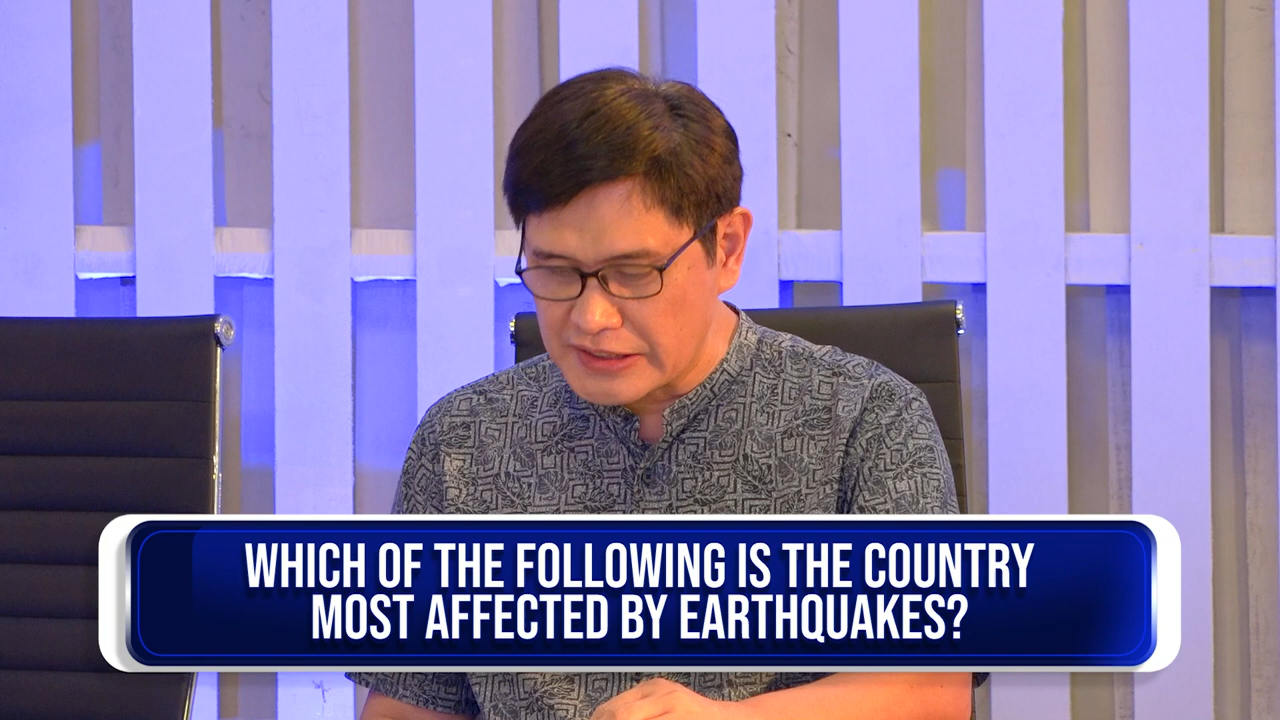 WHICH OF THE FOLLOWING IS THE COUNTRY
MOST AFFECTED BY EARTHQUAKES?